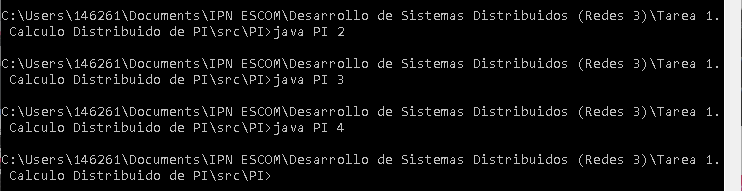 C:\Users\146261\Documents\IPN ESCOM\Desarrollo de Sistemas Distribuidos (Redes 3)\Tarea 1.
 Calculo Distribuido de PI\src\PI>java PI 2
C:\Users\146261\Documents\IPN ESCOM\Desarrollo de Sistemas Distribuidos (Redes 3)\Tarea 1.
 Calculo Distribuido de PI\src\PI>java PI 3
C:\Users\146261\Documents\IPN ESCOM\Desarrollo de Sistemas Distribuidos (Redes 3)\Tarea 1.
 Calculo Distribuido de PI\src\PI>java PI 4
C:\Users\146261\Documents\IPN ESCOM\Desarrollo de Sistemas Distribuidos (Redes 3)\Tarea 1.
 Calculo Distribuido de PI\src\PI>